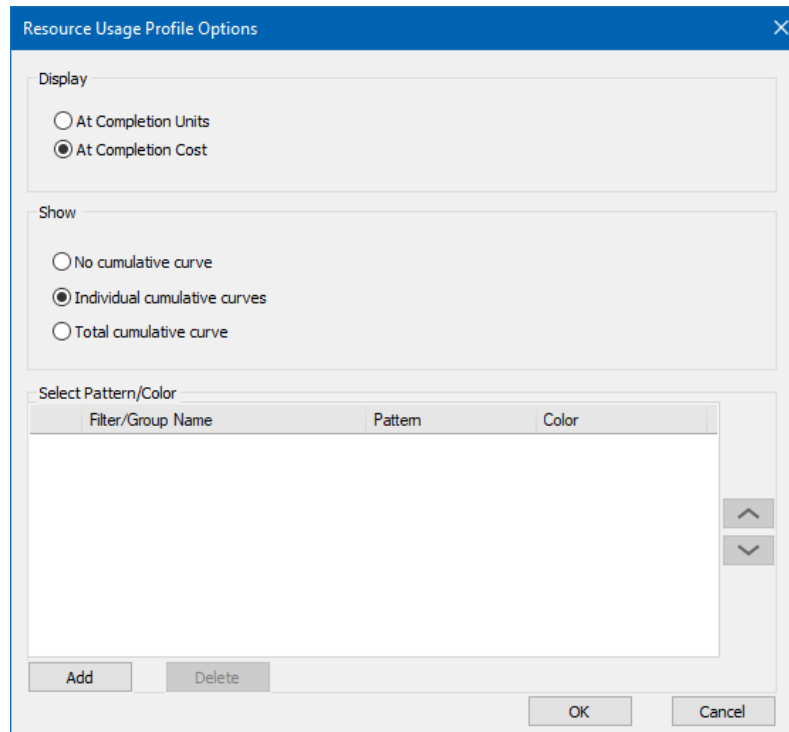 Resource Usage Profile Options
Display
At Completion Units
At Completion Cost
Show
No cumulative curve
Individual cumulative curves
Total cumulative curve
Select Pattern/Color
Filter/Group Name Pattern Color
Add Delete
OK Cancel